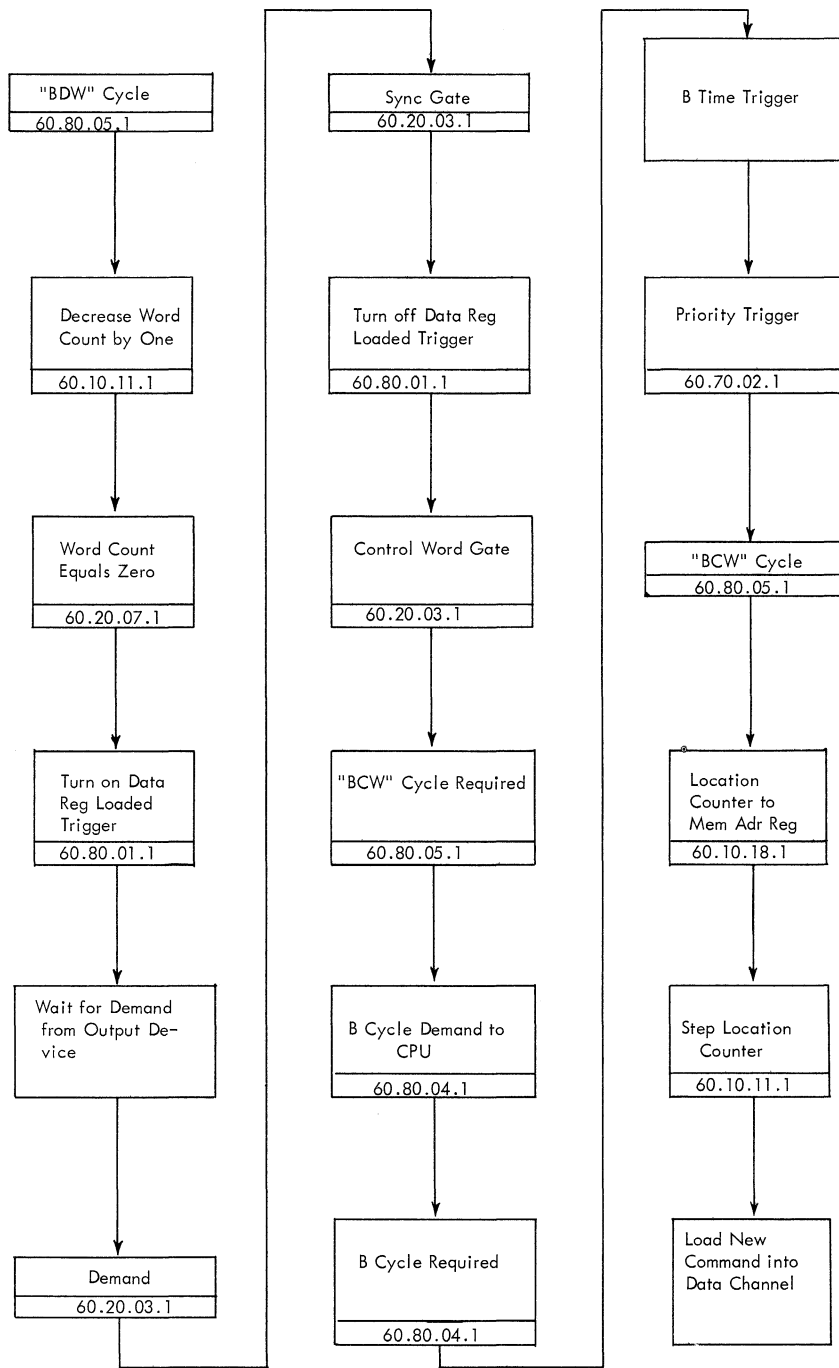 "BDW" Cycle
60.80.05.1
Decrease Word
Count by One
60.10.11.1
Word Count
Equals Zero
60.20.07.1
Turn on Data
Reg Loaded
Trigger
60.80.01.1
Wait for Demand
from Output De-
vice
Demand
60.20.03.1
Sync Gate
60.20.03.1
Turn off Data Reg
Loaded Trigger
60.80.01.1
Control Word Gate
60.20.03.1
"BCW" Cycle Required
60.80.05.1
B Cycle Demand to
CPU
60.80.04.1
B Cycle Required
60.80.04.1
B Time Trigger
Priority Trigger
60.70.02.1
"BCW" Cycle
60.80.05.1
Location
Counter to
Mem Adr Reg
60.10.18.1
Step Location
Counter
60.10.11.1
Load New
Command into
Data Channel